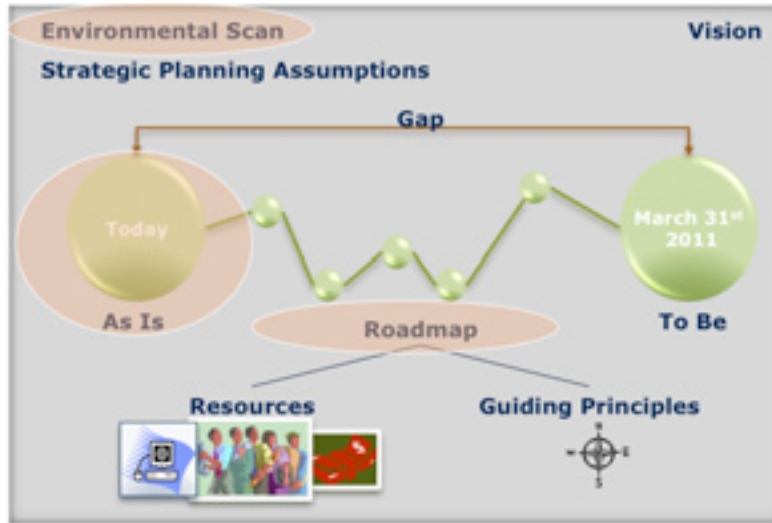 Environmental Scan
Vision
Strategic Planning Assumptions
Gap
Today
March 31st
2011
As Is
Roadmap
To Be
Resources
Guiding Principles
N
W
E
S